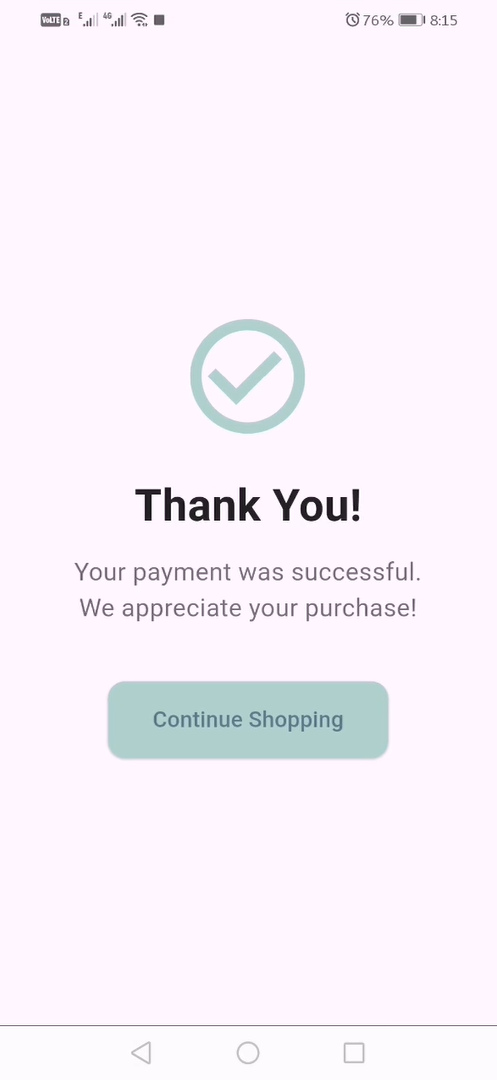 VoLTE 2 E 4G 76% 8:15
Thank You!
Your payment was successful.
We appreciate your purchase!
Continue Shopping